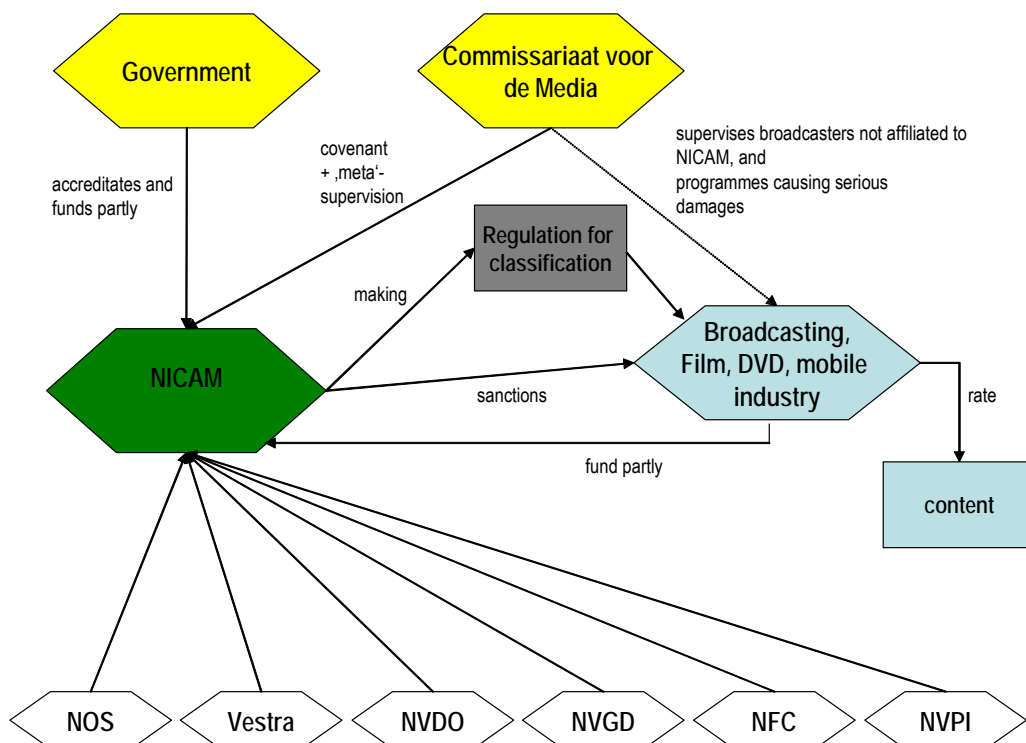 Government
Commissariaat voor
de Media
supervises broadcasters not affiliated to
NICAM, and
programmes causing serious
damages
covenant
+ ‚meta‘-
supervision
accreditates and
funds partly
Regulation for
classification
making
Broadcasting,
Film, DVD, mobile
industry
NICAM
sanctions
rate
fund partly
content
NOS
Vestra
NVDO
NVGD
NFC
NVPI